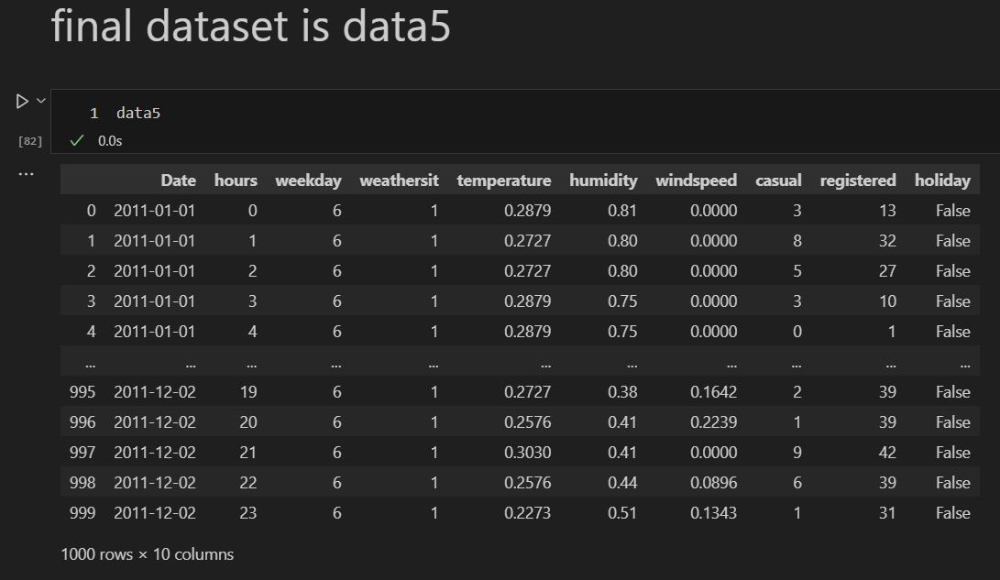 final dataset is data5
1 data5
[82] 0.0s
...
Date hours weekday weathersit temperature humidity windspeed casual registered holiday
0 2011-01-01 0 6 1 0.2879 0.81 0.0000 3 13 False
1 2011-01-01 1 6 1 0.2727 0.80 0.0000 8 32 False
2 2011-01-01 2 6 1 0.2727 0.80 0.0000 5 27 False
3 2011-01-01 3 6 1 0.2879 0.75 0.0000 3 10 False
4 2011-01-01 4 6 1 0.2879 0.75 0.0000 0 1 False
... ... ... ... ... ... ... ... ... ... ...
995 2011-12-02 19 6 1 0.2727 0.38 0.1642 2 39 False
996 2011-12-02 20 6 1 0.2576 0.41 0.2239 1 39 False
997 2011-12-02 21 6 1 0.3030 0.41 0.0000 9 42 False
998 2011-12-02 22 6 1 0.2576 0.44 0.0896 6 39 False
999 2011-12-02 23 6 1 0.2273 0.51 0.1343 1 31 False
1000 rows × 10 columns